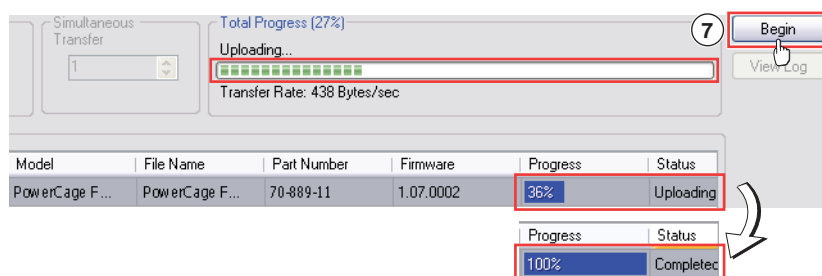 Simultaneous
Transfer
1
Total Progress (27%)
Uploading...
Transfer Rate: 438 Bytes/sec
7
Begin
View Log
Model File Name Part Number Firmware Progress Status
PowerCage F... PowerCage F... 70-889-11 1.07.0002 36% Uploading
Progress Status
100% Completed